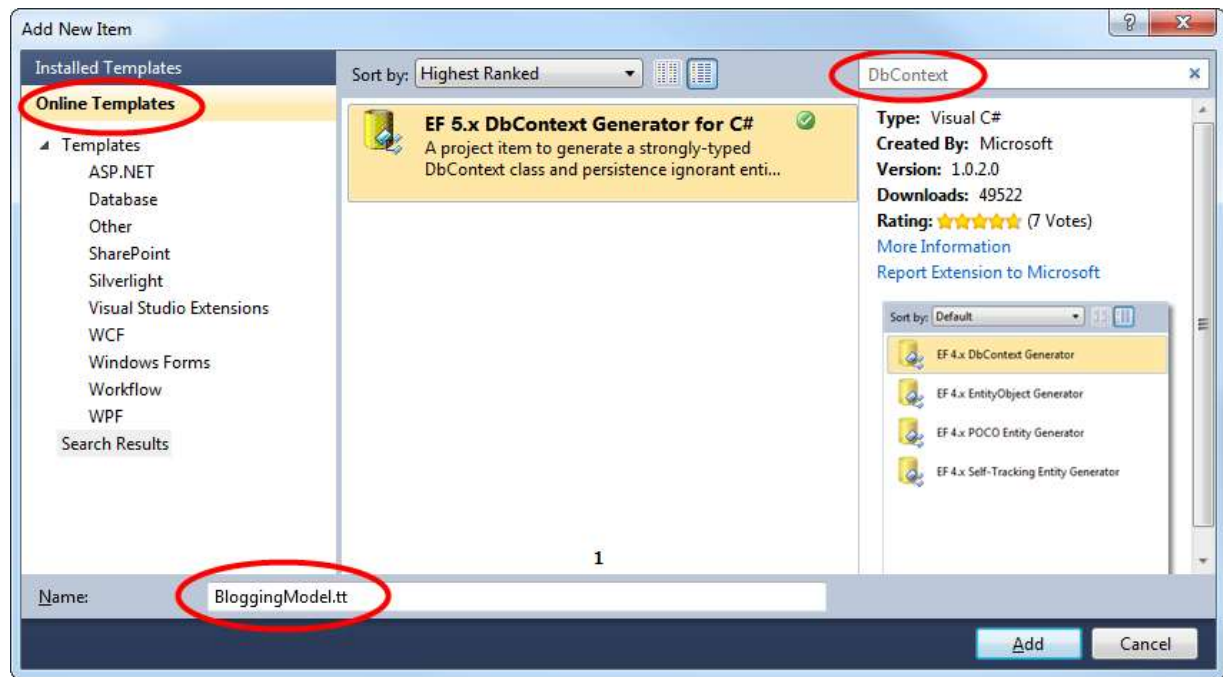 Add New Item
Installed Templates
Online Templates
Templates
ASP.NET
Database
Other
SharePoint
Silverlight
Visual Studio Extensions
WCF
Windows Forms
Workflow
WPF
Search Results
Sort by: Highest Ranked
EF 5.x DbContext Generator for C#
A project item to generate a strongly-typed
DbContext class and persistence ignorant enti...
1
DbContext
Type: Visual C#
Created By: Microsoft
Version: 1.0.2.0
Downloads: 49522
Rating: (7 Votes)
More Information
Report Extension to Microsoft
Sort by: Default
EF 4.x DbContext Generator
EF 4.x EntityObject Generator
EF 4.x POCO Entity Generator
EF 4.x Self-Tracking Entity Generator
Name: BloggingModel.tt
Add Cancel